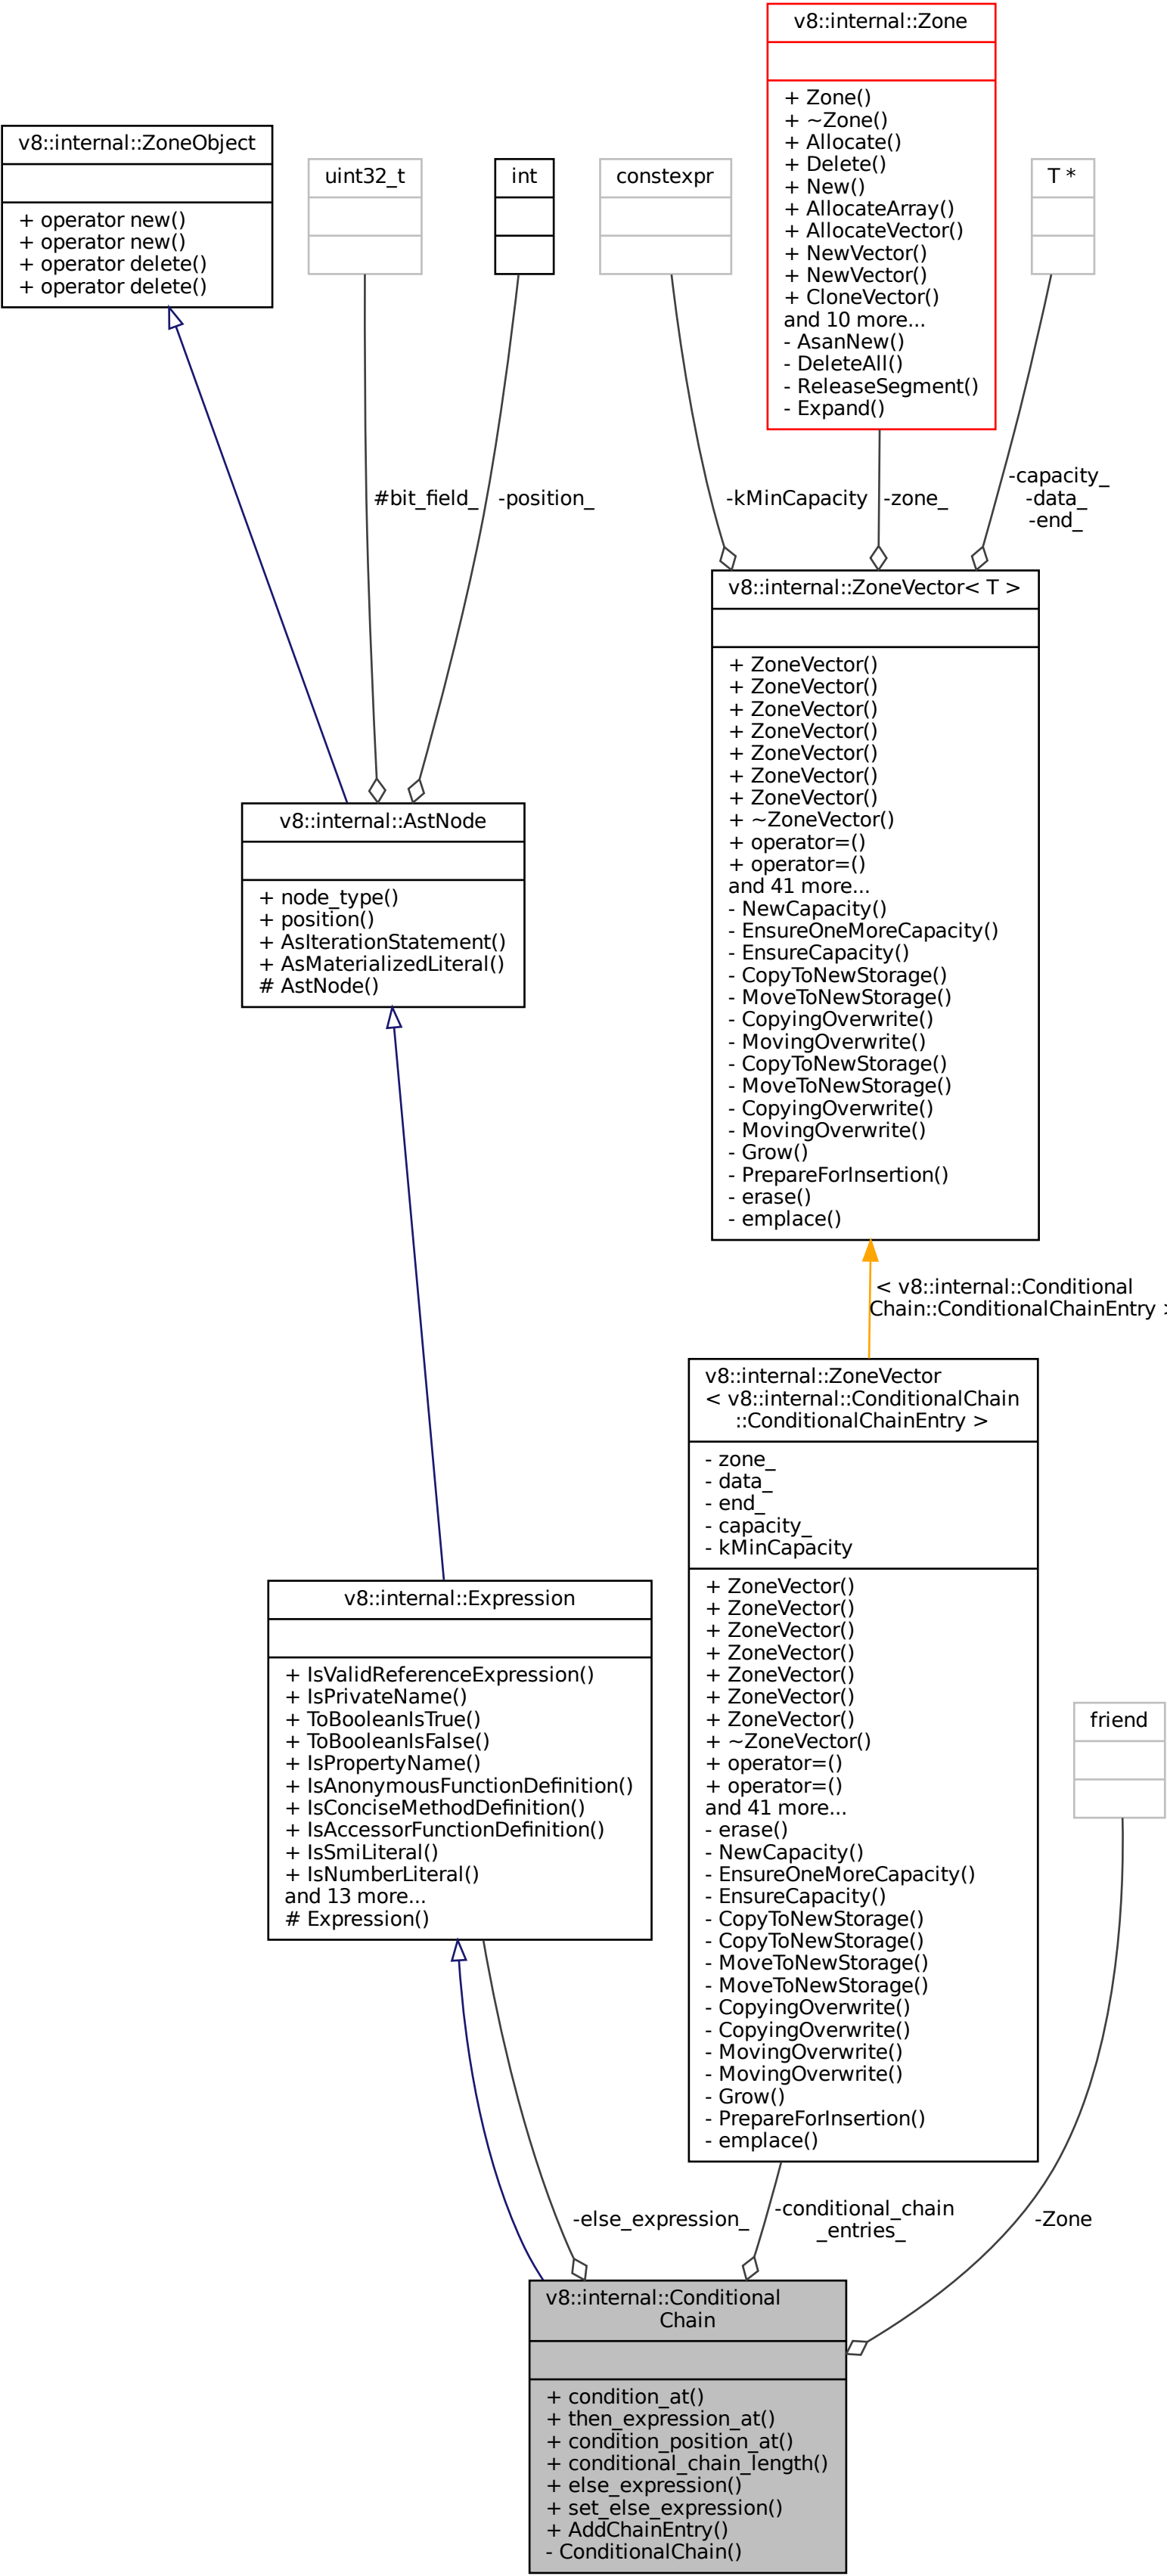 v8::internal::Zone
+ Zone()
+ ~Zone()
+ Allocate()
+ Delete()
+ New()
+ AllocateArray()
+ AllocateVector()
+ NewVector()
+ NewVector()
+ CloneVector()
and 10 more...
- AsanNew()
- DeleteAll()
- ReleaseSegment()
- Expand()
v8::internal::ZoneObject
+ operator new()
+ operator new()
+ operator delete()
+ operator delete()
uint32_t
int
constexpr
T *
#bit_field_
-position_
-kMinCapacity
-zone_
-capacity_
-data_
-end_
v8::internal::ZoneVector< T >
+ ZoneVector()
+ ZoneVector()
+ ZoneVector()
+ ZoneVector()
+ ZoneVector()
+ ZoneVector()
+ ZoneVector()
+ ~ZoneVector()
+ operator=()
+ operator=()
and 41 more...
- NewCapacity()
- EnsureOneMoreCapacity()
- EnsureCapacity()
- CopyToNewStorage()
- MoveToNewStorage()
- CopyingOverwrite()
- MovingOverwrite()
- CopyToNewStorage()
- MoveToNewStorage()
- CopyingOverwrite()
- MovingOverwrite()
- Grow()
- PrepareForInsertion()
- erase()
- emplace()
v8::internal::AstNode
+ node_type()
+ position()
+ AsIterationStatement()
+ AsMaterializedLiteral()
# AstNode()
< v8::internal::Conditional
Chain::ConditionalChainEntry >
v8::internal::ZoneVector
< v8::internal::ConditionalChain
::ConditionalChainEntry >
- zone_
- data_
- end_
- capacity_
- kMinCapacity
+ ZoneVector()
+ ZoneVector()
+ ZoneVector()
+ ZoneVector()
+ ZoneVector()
+ ZoneVector()
+ ZoneVector()
+ ~ZoneVector()
+ operator=()
+ operator=()
and 41 more...
- erase()
- NewCapacity()
- EnsureOneMoreCapacity()
- EnsureCapacity()
- CopyToNewStorage()
- CopyToNewStorage()
- MoveToNewStorage()
- MoveToNewStorage()
- CopyingOverwrite()
- CopyingOverwrite()
- MovingOverwrite()
- MovingOverwrite()
- Grow()
- PrepareForInsertion()
- emplace()
v8::internal::Expression
+ IsValidReferenceExpression()
+ IsPrivateName()
+ ToBooleanIsTrue()
+ ToBooleanIsFalse()
+ IsPropertyName()
+ IsAnonymousFunctionDefinition()
+ IsConciseMethodDefinition()
+ IsAccessorFunctionDefinition()
+ IsSmiLiteral()
+ IsNumberLiteral()
and 13 more...
# Expression()
friend
-else_expression_
-conditional_chain
_entries_
-Zone
v8::internal::Conditional
Chain
+ condition_at()
+ then_expression_at()
+ condition_position_at()
+ conditional_chain_length()
+ else_expression()
+ set_else_expression()
+ AddChainEntry()
- ConditionalChain()